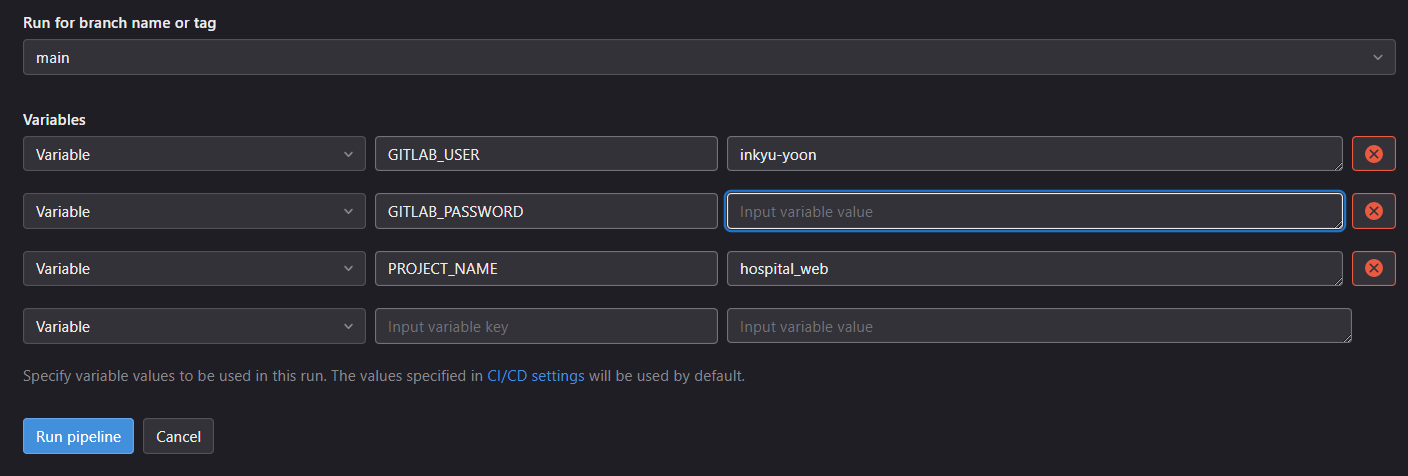 Run for branch name or tag
main
Variables
Variable GITLAB_USER inkyu-yoon
Variable GITLAB_PASSWORD Input variable value
Variable PROJECT_NAME hospital_web
Variable Input variable key Input variable value
Specify variable values to be used in this run. The values specified in CI/CD settings will be used by default.
Run pipeline Cancel